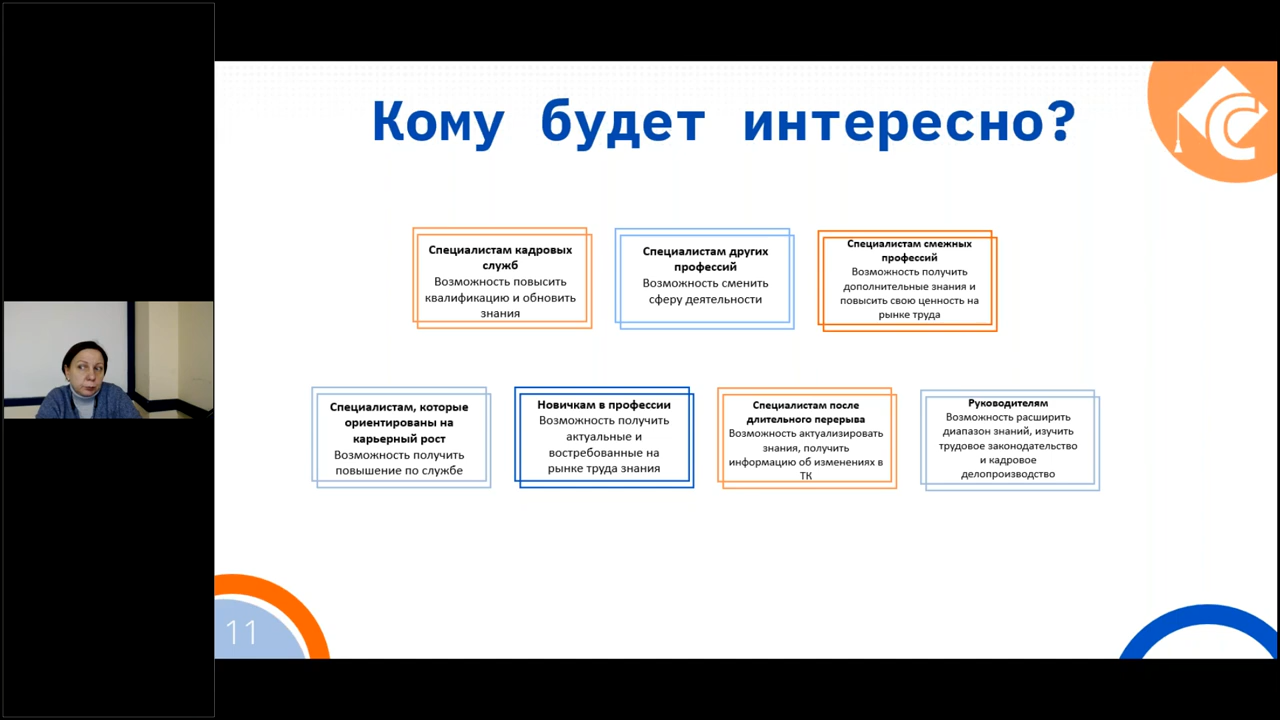 Кому будет интересно?
Специалистам кадровых
служб
Возможность повысить
квалификацию и обновить
знания
Специалистам других
профессий
Возможность сменить
сферу деятельности
Специалистам смежных
профессий
Возможность получить
дополнительные знания и
повысить свою ценность на
рынке труда
Специалистам, которые
ориентированы на
карьерный рост
Возможность получить
повышение по службе
Новичкам в профессии
Возможность получить
актуальные и
востребованные на
рынке труда знания
Специалистам после
длительного перерыва
Возможность актуализировать
знания, получить
информацию об изменениях в
ТК
Руководителям
Возможность расширить
диапазон знаний, изучить
трудовое законодательство
и кадровое
делопроизводство
11